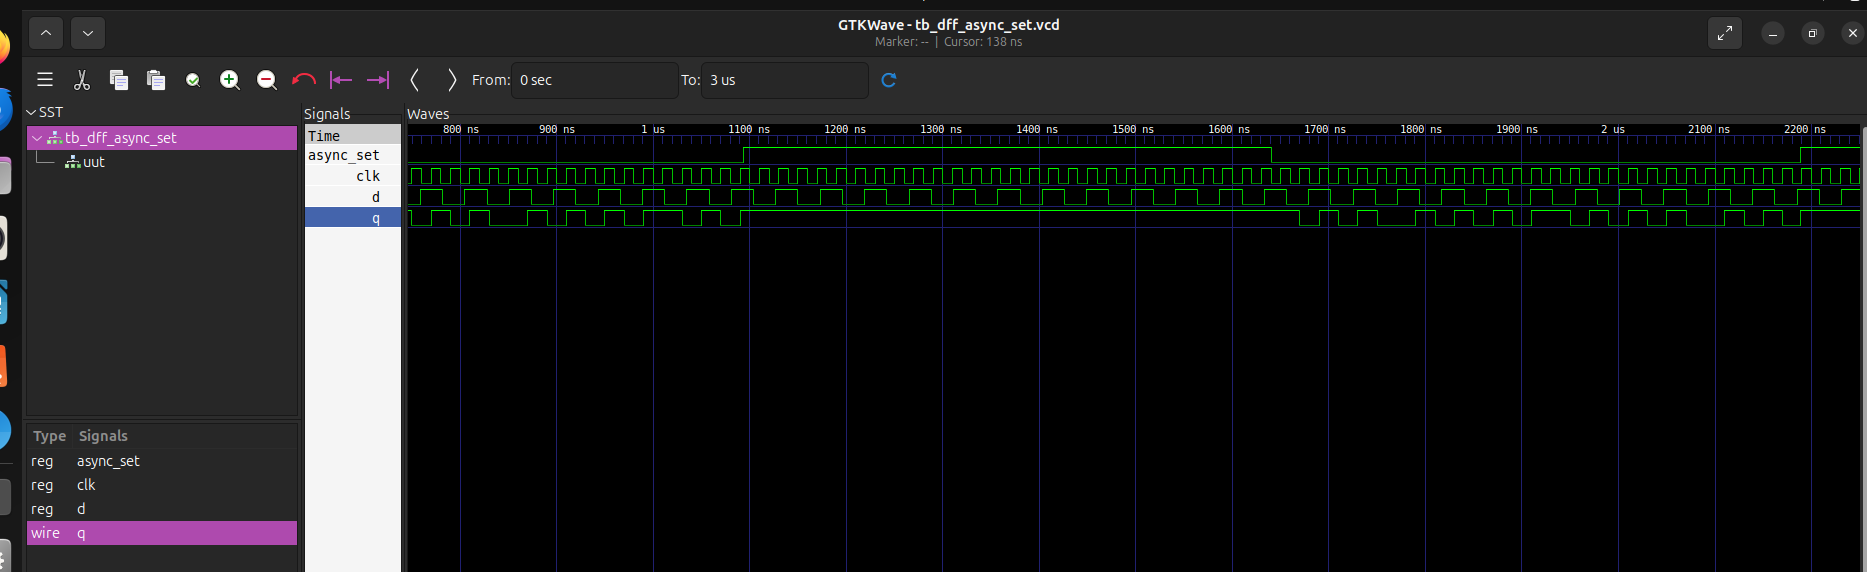 GTKWave - tb_dff_async_set.vcd
Marker: -- | Cursor: 138 ns
From: 0 sec To: 3 us
SST
tb_dff_async_set
uut
Type Signals
reg async_set
reg clk
reg d
wire q
Signals
Time
async_set
clk
d
q
Waves
800 ns 900 ns 1 us 1100 ns 1200 ns 1300 ns 1400 ns 1500 ns 1600 ns 1700 ns 1800 ns 1900 ns 2 us 2100 ns 2200 ns